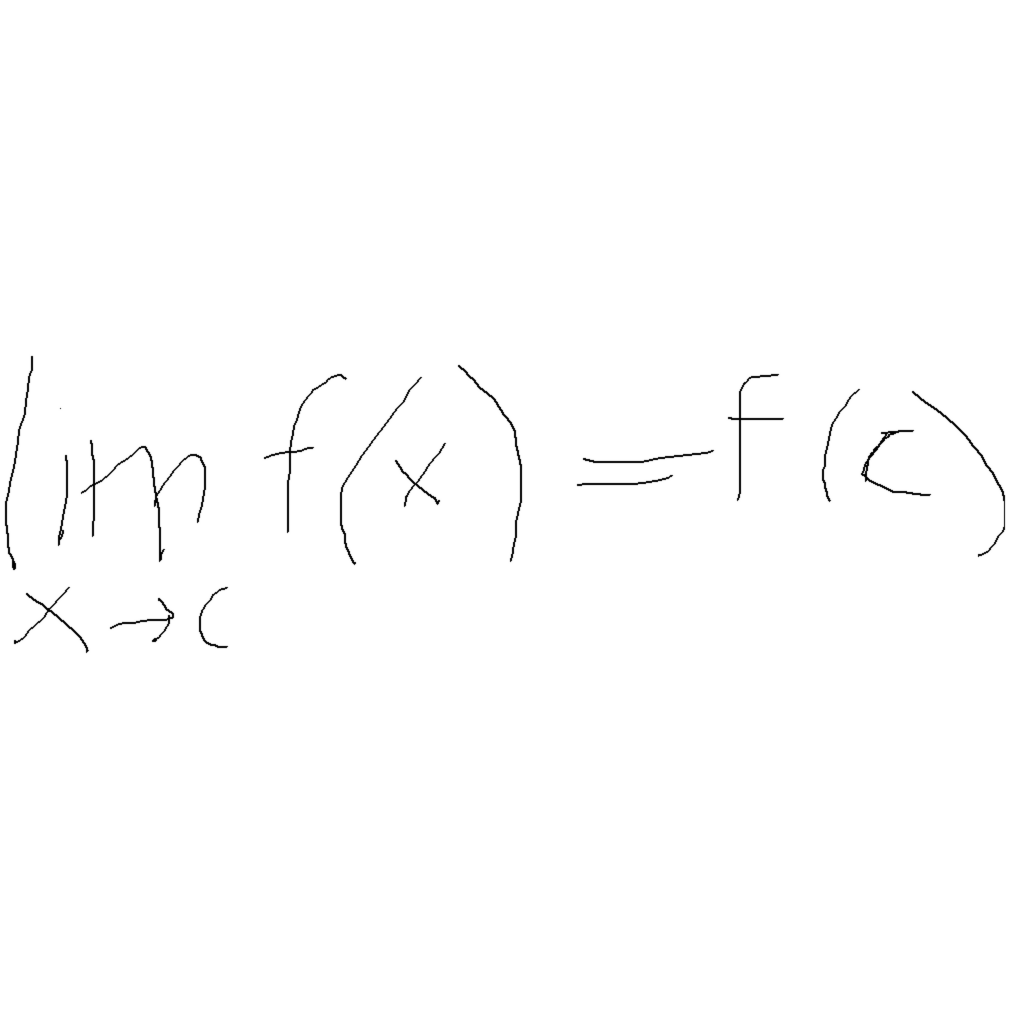 lim f(x) = f(c)
x → c